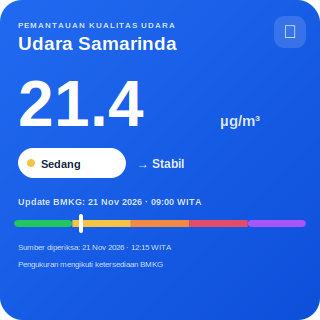 PEMANTAUAN KUALITAS UDARA
Udara Samarinda
21.4
µg/m³
Sedang
→ Stabil
Update BMKG: 21 Nov 2026 · 09:00 WITA
Sumber diperiksa: 21 Nov 2026 · 12:15 WITA
Pengukuran mengikuti ketersediaan BMKG